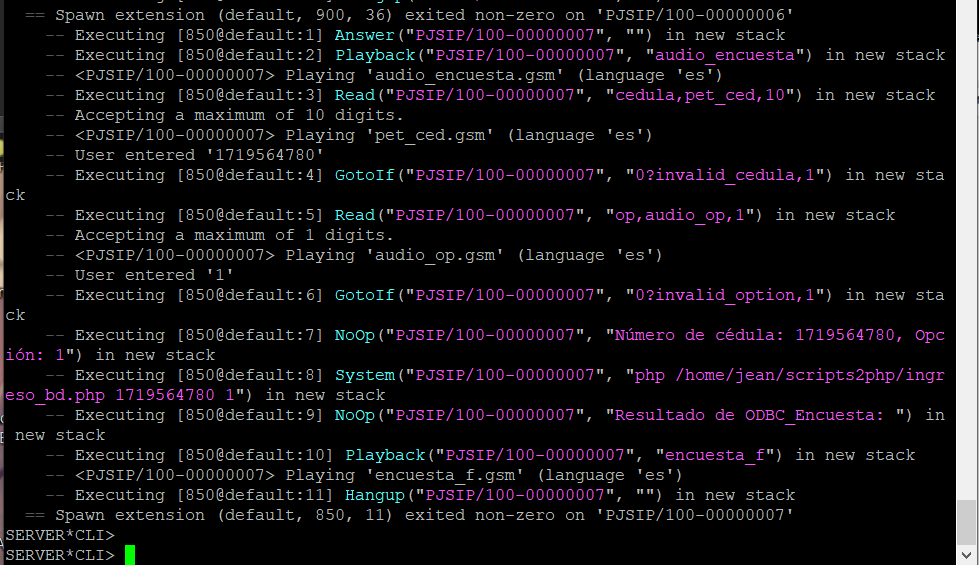 == Spawn extension (default, 900, 36) exited non-zero on 'PJSIP/100-00000006'
    -- Executing [850@default:1] Answer("PJSIP/100-00000007", "") in new stack
    -- Executing [850@default:2] Playback("PJSIP/100-00000007", "audio_encuesta") in new stack
    -- <PJSIP/100-00000007> Playing 'audio_encuesta.gsm' (language 'es')
    -- Executing [850@default:3] Read("PJSIP/100-00000007", "cedula,pet_ced,10") in new stack
    -- Accepting a maximum of 10 digits.
    -- <PJSIP/100-00000007> Playing 'pet_ced.gsm' (language 'es')
    -- User entered '1719564780'
    -- Executing [850@default:4] GotoIf("PJSIP/100-00000007", "0?invalid_cedula,1") in new sta
ck
    -- Executing [850@default:5] Read("PJSIP/100-00000007", "op,audio_op,1") in new stack
    -- Accepting a maximum of 1 digits.
    -- <PJSIP/100-00000007> Playing 'audio_op.gsm' (language 'es')
    -- User entered '1'
    -- Executing [850@default:6] GotoIf("PJSIP/100-00000007", "0?invalid_option,1") in new sta
ck
    -- Executing [850@default:7] NoOp("PJSIP/100-00000007", "Número de cédula: 1719564780, Opc
ión: 1") in new stack
    -- Executing [850@default:8] System("PJSIP/100-00000007", "php /home/jean/scripts2php/ingr
eso_bd.php 1719564780 1") in new stack
    -- Executing [850@default:9] NoOp("PJSIP/100-00000007", "Resultado de ODBC_Encuesta: ") in
 new stack
    -- Executing [850@default:10] Playback("PJSIP/100-00000007", "encuesta_f") in new stack
    -- <PJSIP/100-00000007> Playing 'encuesta_f.gsm' (language 'es')
    -- Executing [850@default:11] Hangup("PJSIP/100-00000007", "") in new stack
  == Spawn extension (default, 850, 11) exited non-zero on 'PJSIP/100-00000007'
SERVER*CLI>
SERVER*CLI>